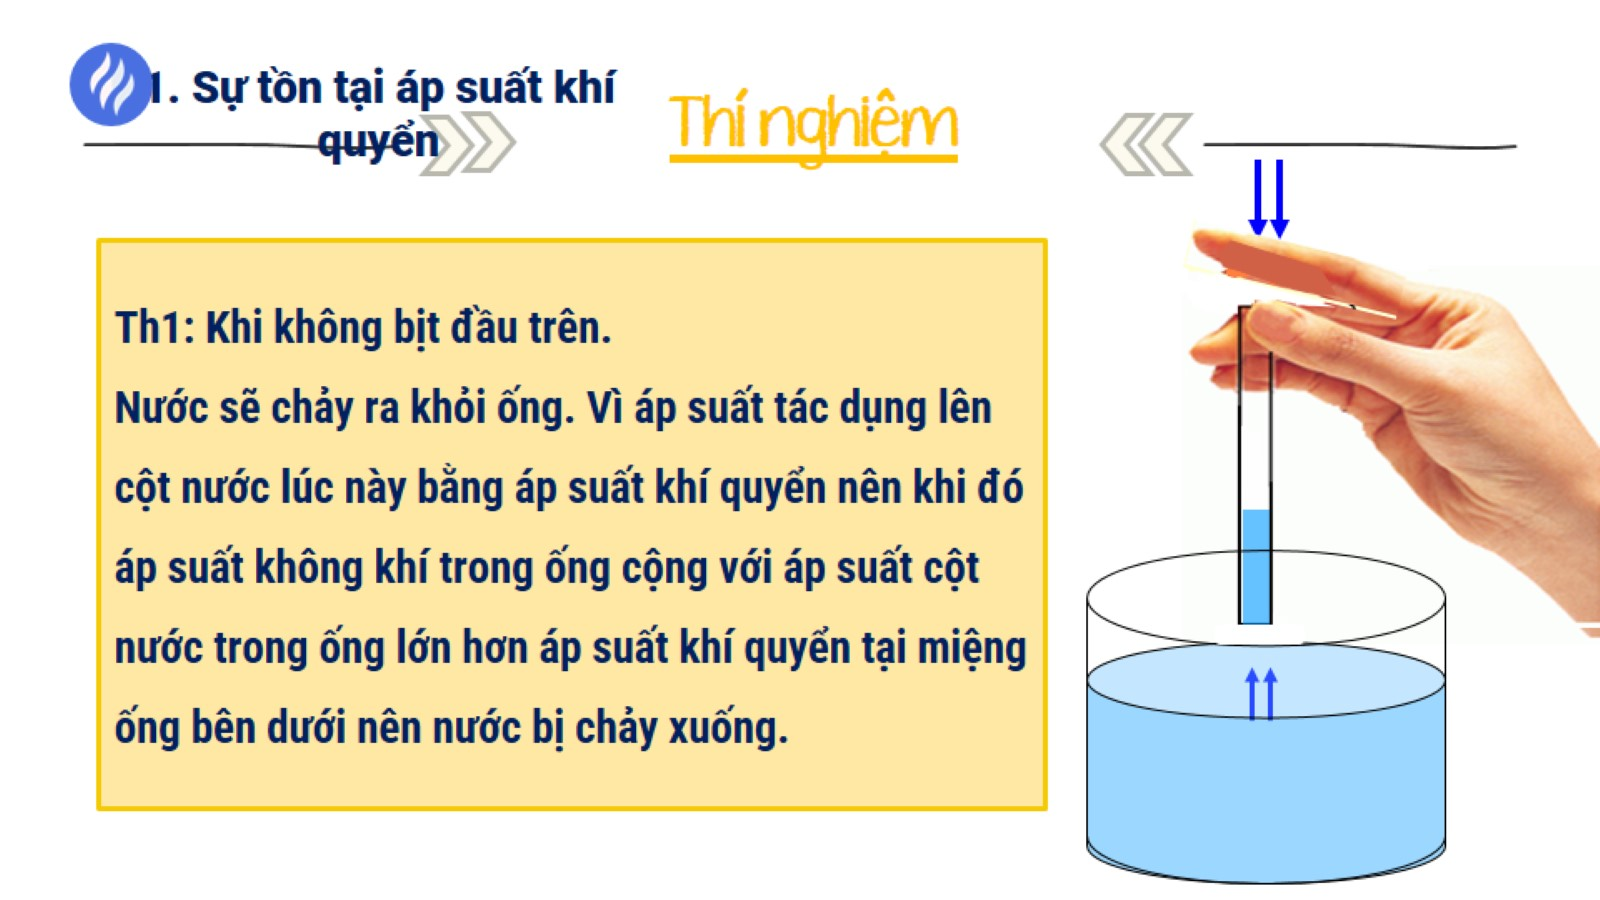 1. Sự tồn tại áp suất khí
quyển
Thí nghiệm
Th1: Khi không bịt đầu trên.
Nước sẽ chảy ra khỏi ống. Vì áp suất tác dụng lên
cột nước lúc này bằng áp suất khí quyển nên khi đó
áp suất không khí trong ống cộng với áp suất cột
nước trong ống lớn hơn áp suất khí quyển tại miệng
ống bên dưới nên nước bị chảy xuống.